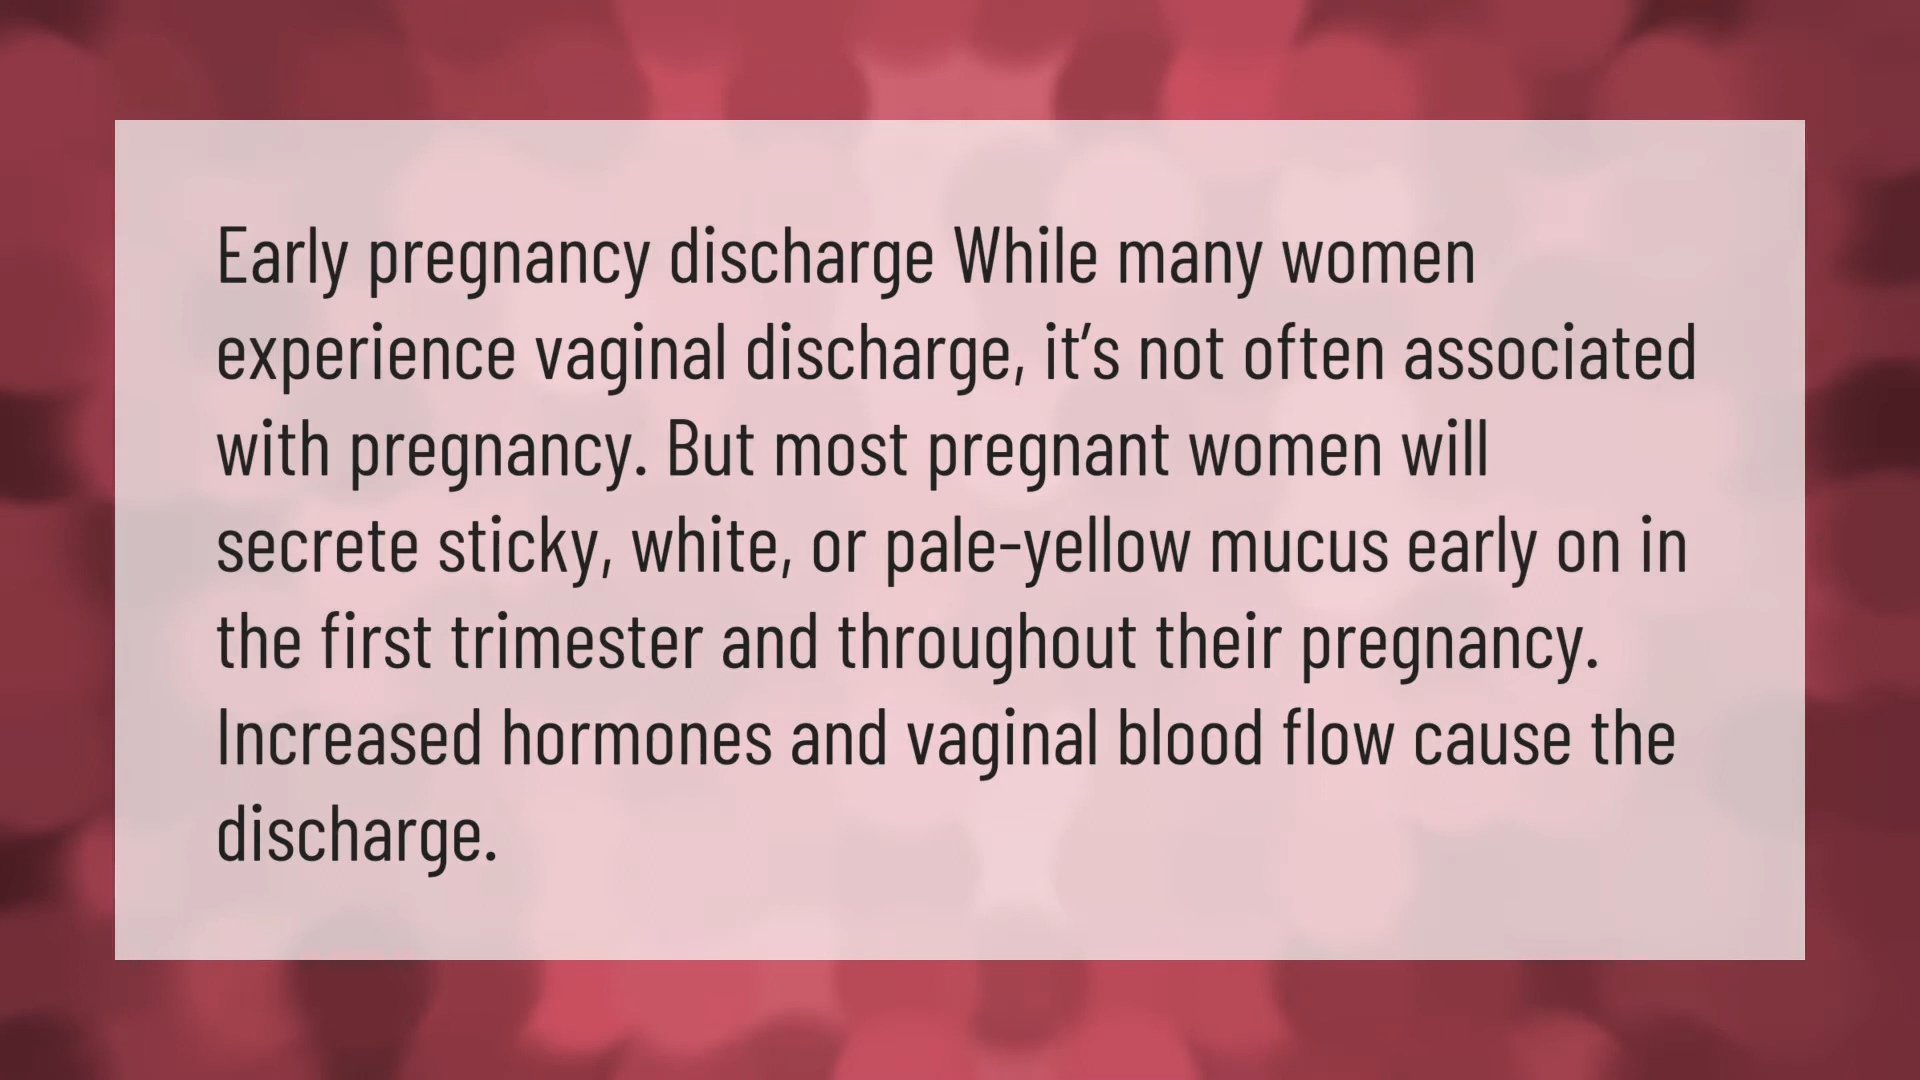 Early pregnancy discharge While many women
experience vaginal discharge, it’s not often associated
with pregnancy. But most pregnant women will
secrete sticky, white, or pale-yellow mucus early on in
the first trimester and throughout their pregnancy.
Increased hormones and vaginal blood flow cause the
discharge.